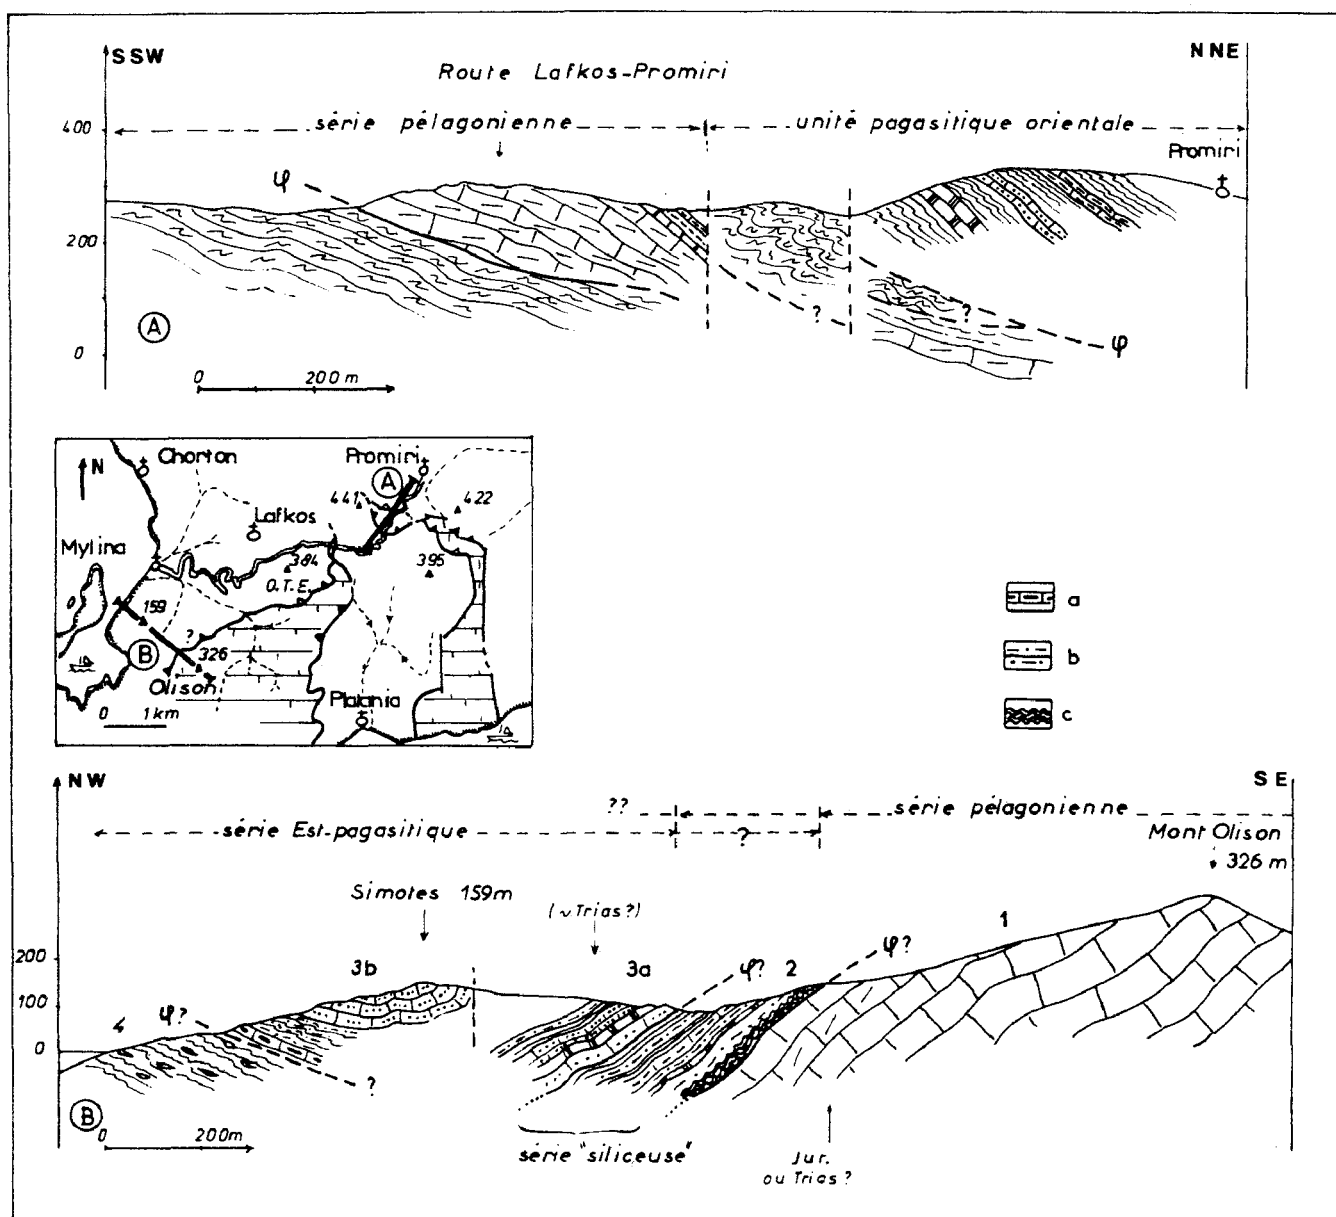 SSW
NNE
Route Lafkos-Promiri
400
série pélagonienne
unité pagasitique orientale
Promiri
φ
200
?
?
φ
0
A
0 200 m
N
Chorton
Promiri
A
441
422
Lafkos
Mylina
384
395
O.T.E.
159
?
B
326
Olison
Platania
0 1 km
a
b
c
NW
SE
??
série pélagonienne
série Est-pagasitique
?
Mont Olison
326 m
Simotes 159m
(~Trias?)
1
200
3b
3a
φ?
2
φ?
100
4
φ?
0
?
B
0 200m
série "siliceuse"
Jur.
ou Trias?